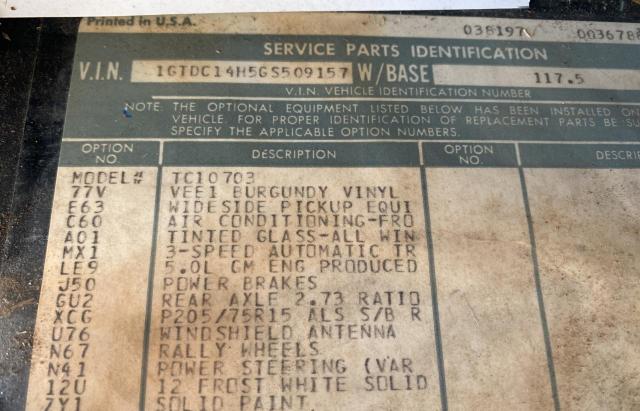 Printed in U.S.A.
038197V 003678
SERVICE PARTS IDENTIFICATION
V.I.N. 1GTDC14H5GS509157 W/BASE 117.5
V.I.N. VEHICLE IDENTIFICATION NUMBER
NOTE: THE OPTIONAL EQUIPMENT LISTED BELOW HAS BEEN INSTALLED ON
VEHICLE. FOR PROPER IDENTIFICATION OF REPLACEMENT PARTS BE SU
SPECIFY THE APPLICABLE OPTION NUMBERS.
OPTION NO. DESCRIPTION OPTION NO. DESCRI
MODEL# TC10703
77V VEE1 BURGUNDY VINYL
E63 WIDESIDE PICKUP EQUI
C60 AIR CONDITIONING-FRO
A01 TINTED GLASS-ALL WIN
MX1 3-SPEED AUTOMATIC TR
LE9 5.0L GM ENG PRODUCED
J50 POWER BRAKES
GU2 REAR AXLE 2.73 RATIO
XCG P205/75R15 ALS S/B R
U76 WINDSHIELD ANTENNA
N67 RALLY WHEELS
N41 POWER STEERING (VAR
12U 12 FROST WHITE SOLID
ZY1 SOLID PAINT